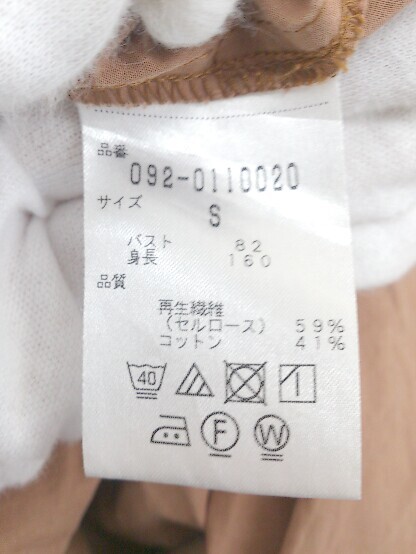 品番
092-0110020
サイズ
S
バスト 82
身長 160
品質
再生繊維
(セルロース) 59%
コットン 41%
40
F W